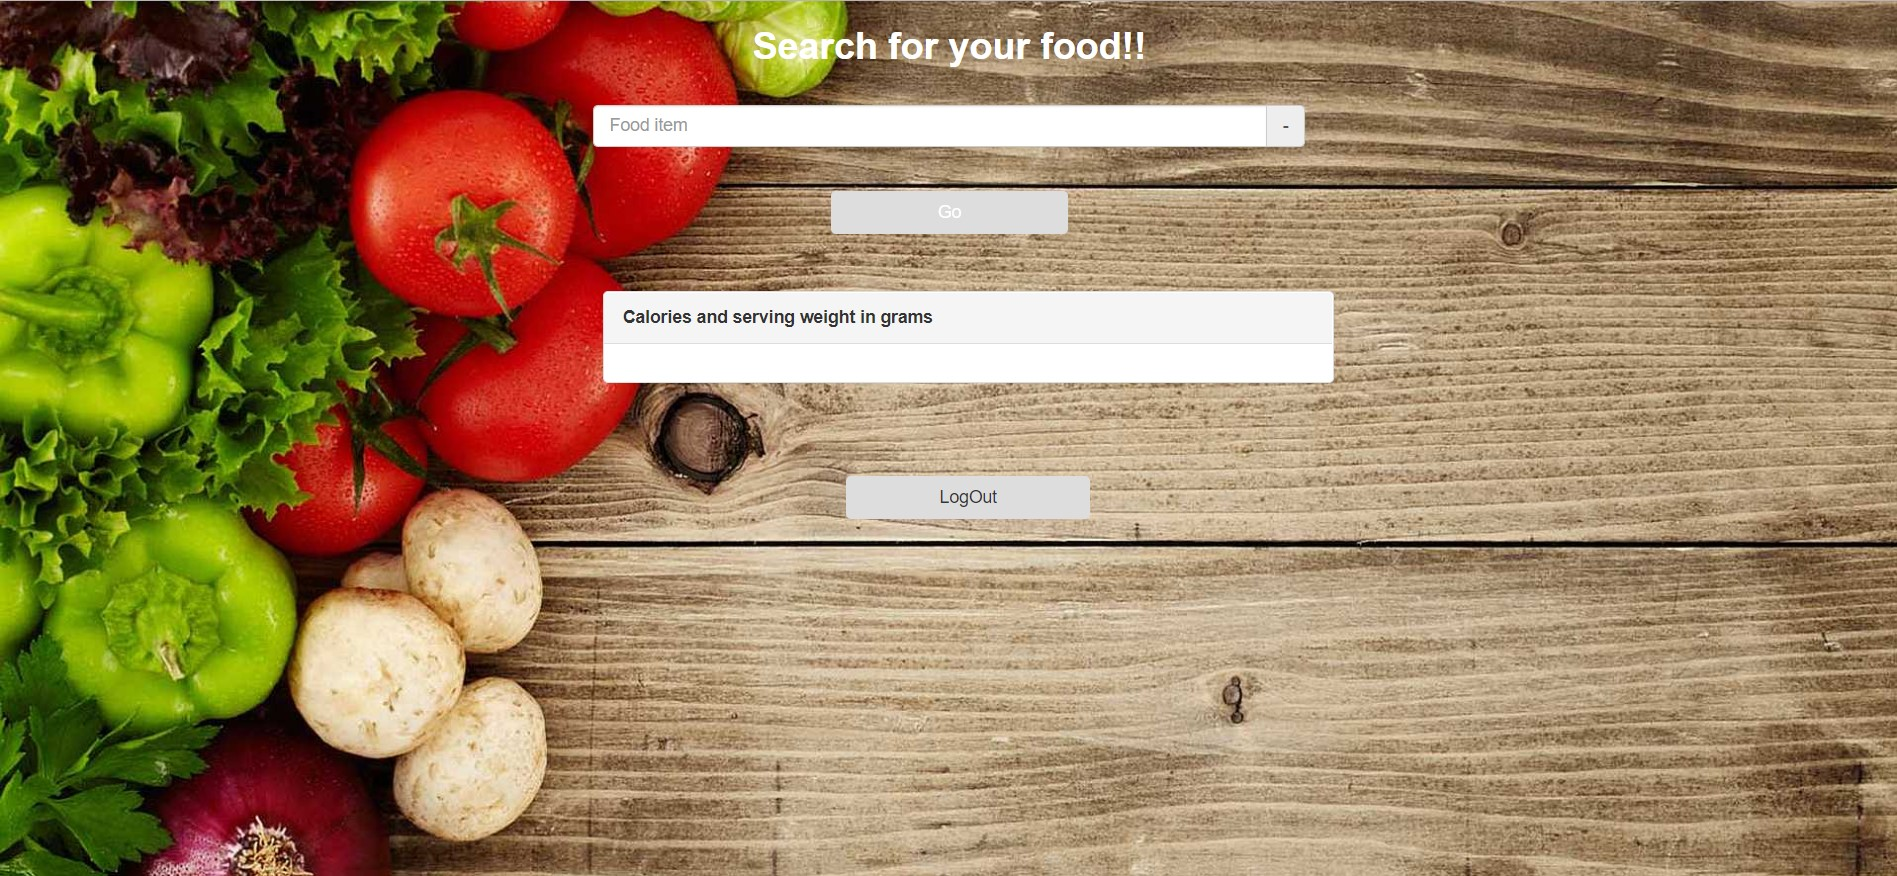 Search for your food!!
Food item
-
Go
Calories and serving weight in grams
LogOut